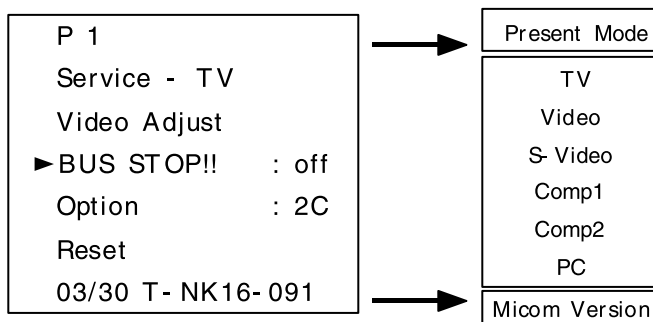 P 1
Service - TV
Video Adjust
►BUS STOP!! : off
Option : 2C
Reset
03/30 T- NK16- 091
Present Mode
TV
Video
S- Video
Comp1
Comp2
PC
Micom Version